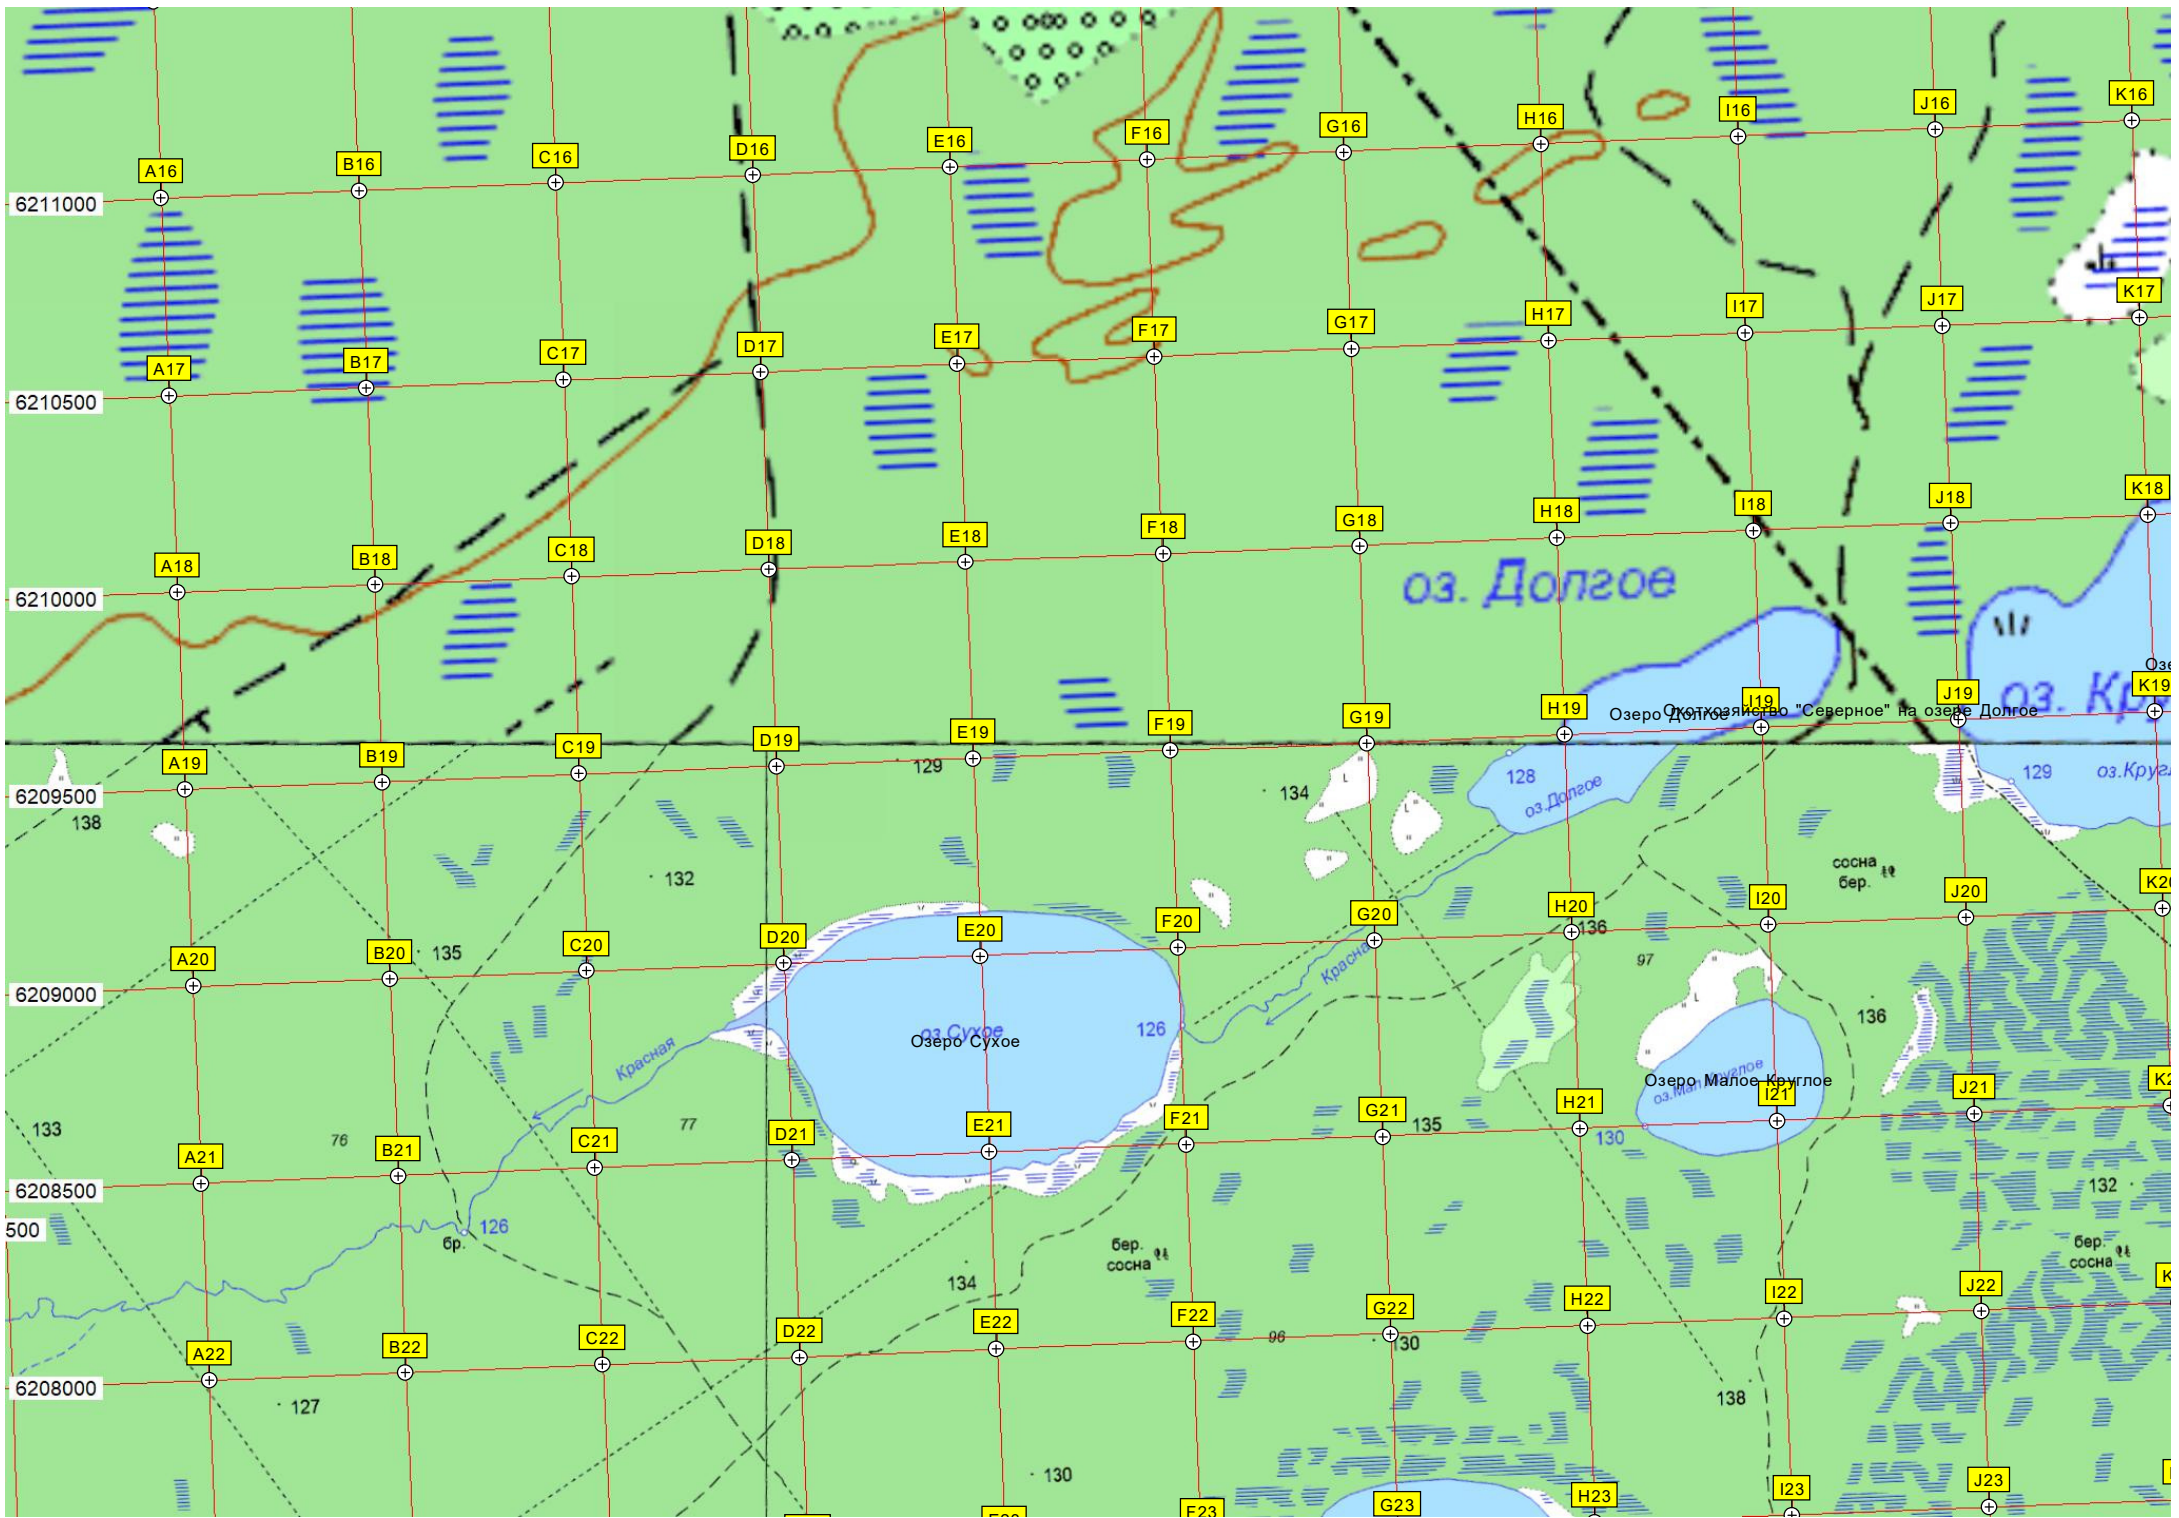 A16 B16 C16 D16 E16 F16 G16 H16 I16 J16 K16
6211000
A17 B17 C17 D17 E17 F17 G17 H17 I17 J17 K17
6210500
A18 B18 C18 D18 E18 F18 G18 H18 I18 J18 K18
оз. Долгое
6210000
A19 B19 C19 D19 E19 F19 G19 H19 I19 J19 K19
Озеро Долгое
Охотхозяйство "Северное" на озере Долгое
129
134
128
оз.Долгое
129
6209500
138
132
сосна
бер.
A20 B20 C20 D20 E20 F20 G20 H20 I20 J20
135
136
97
Красная
6209000
136
оз.Сухое
Озеро Сухое
126
Красная
оз.Мал.Круглое
Озеро Малое Круглое
133
76
77
A21 B21 C21 D21 E21 F21 G21 H21 I21 J21
135
130
6208500
132
500
126
бр.
бер.
сосна
бер.
сосна
134
A22 B22 C22 D22 E22 F22 G22 H22 I22 J22
96
130
6208000
127
138
130
F23 G23 H23 I23 J23